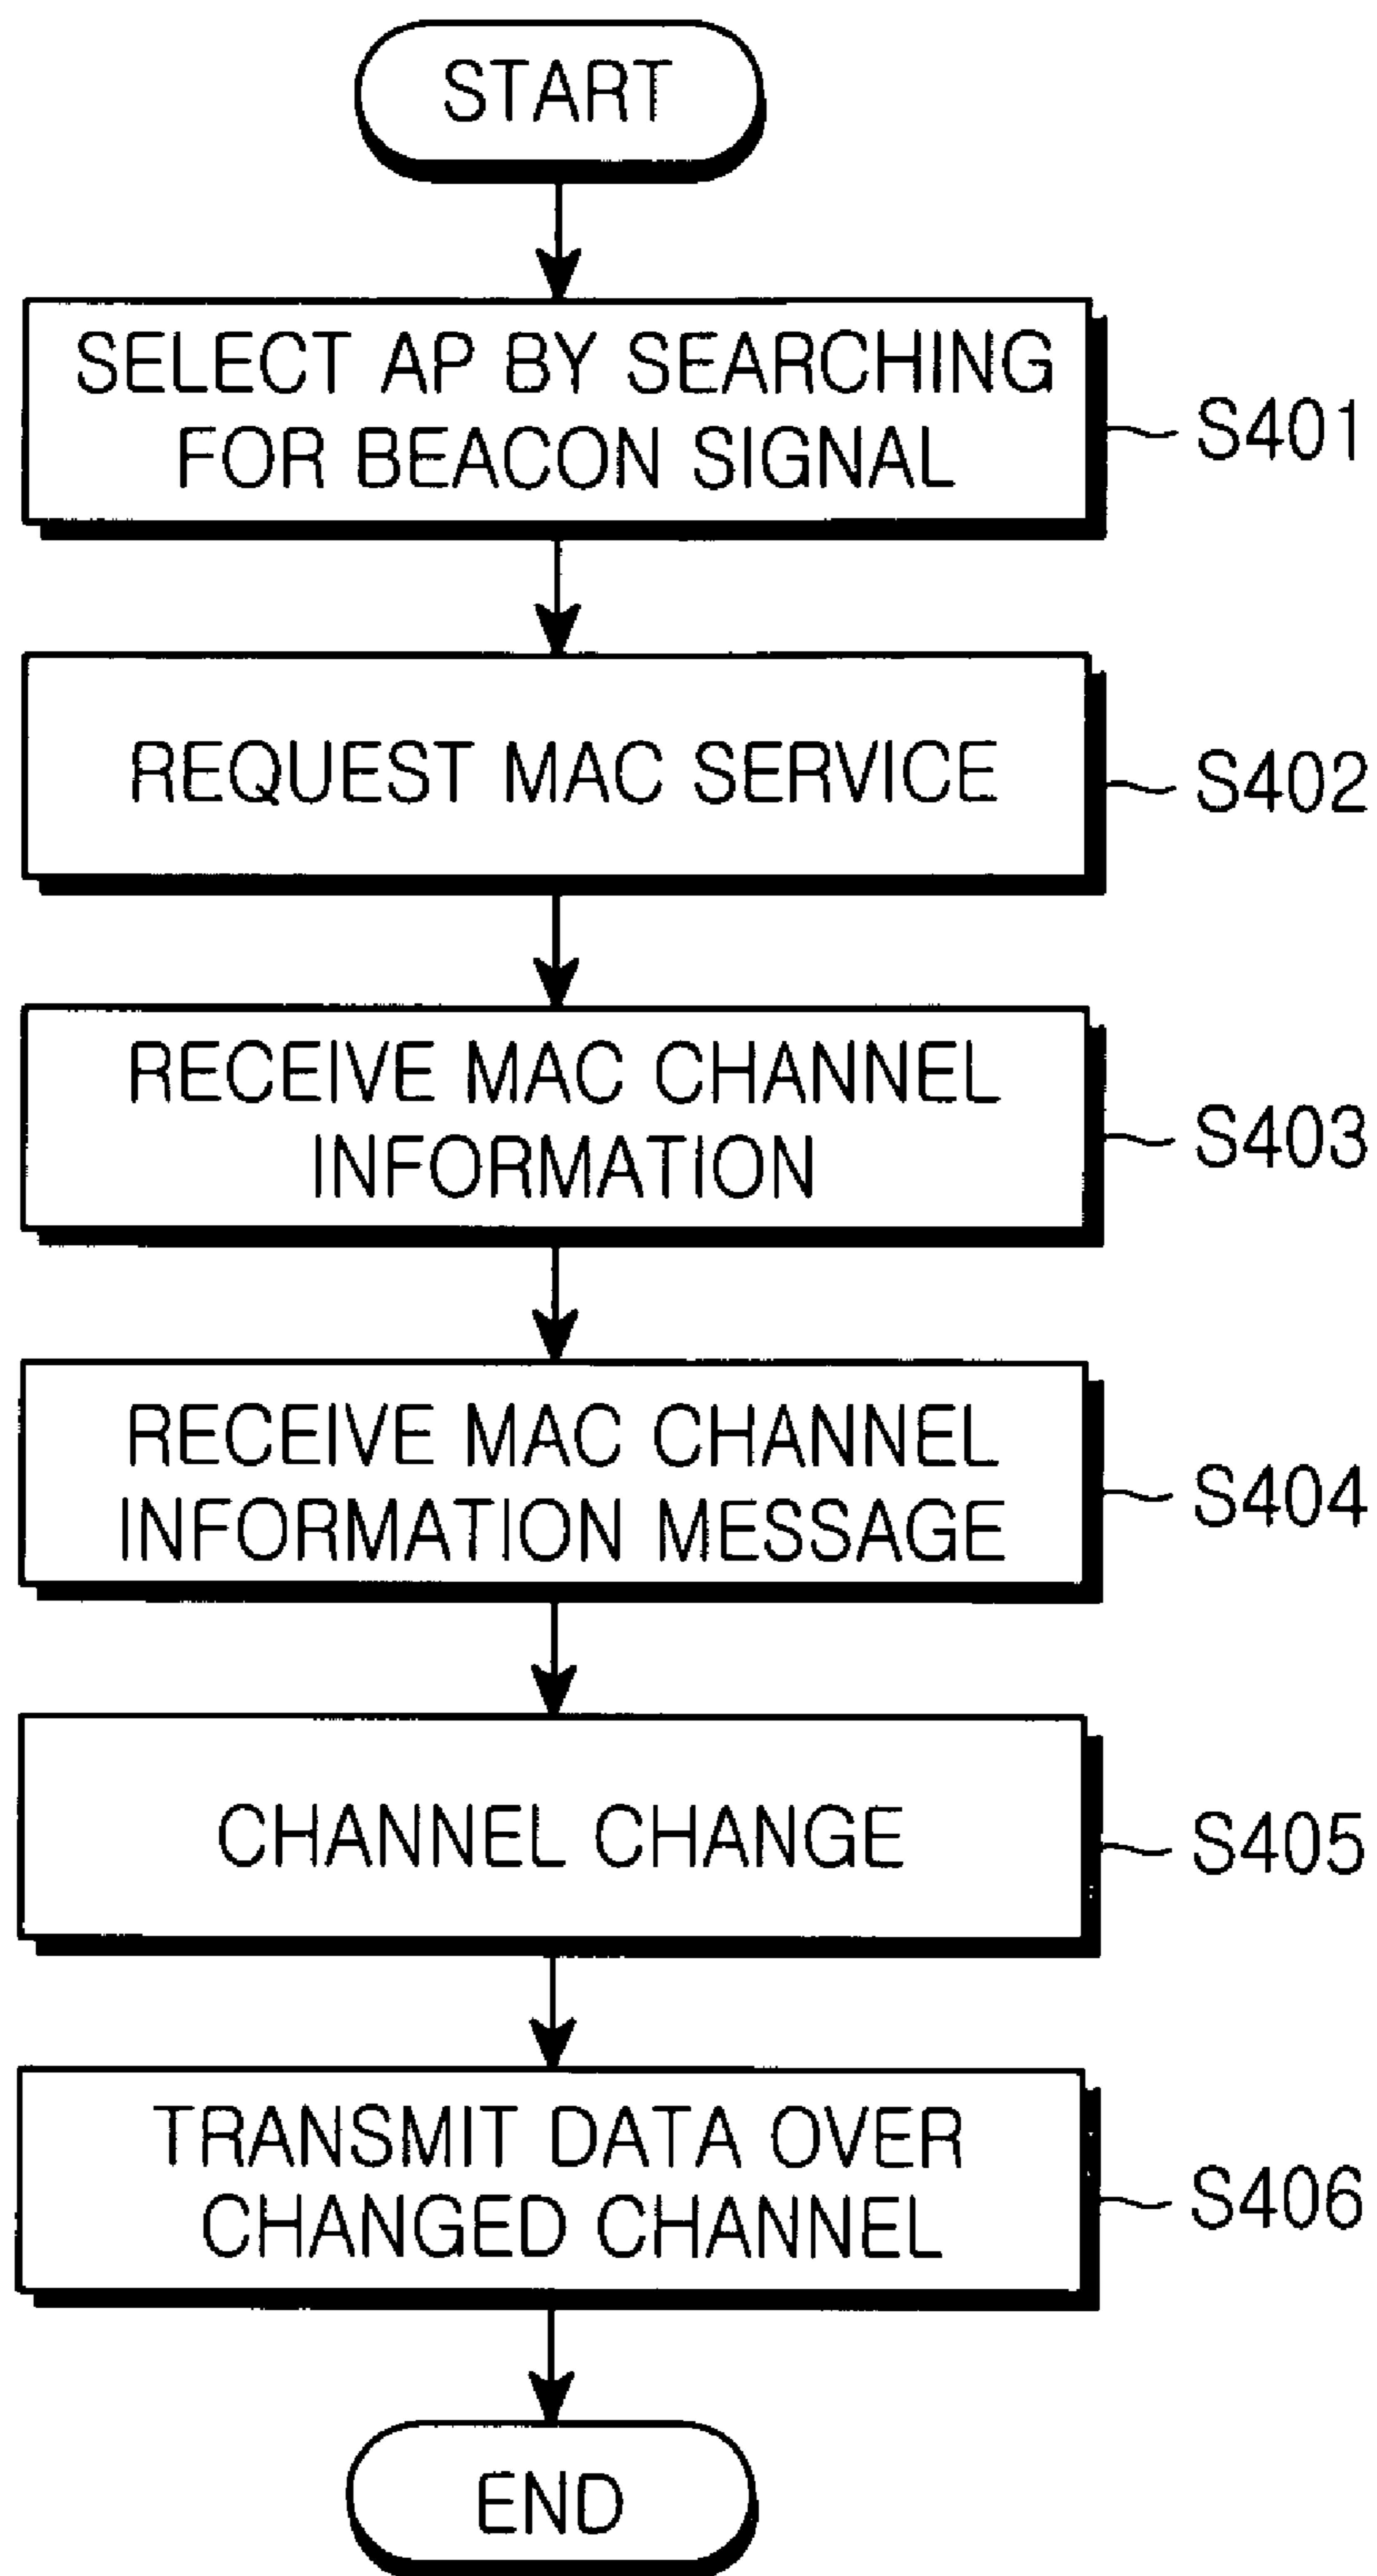 START
SELECT AP BY SEARCHING
FOR BEACON SIGNAL
S401
REQUEST MAC SERVICE
S402
RECEIVE MAC CHANNEL
INFORMATION
S403
RECEIVE MAC CHANNEL
INFORMATION MESSAGE
S404
CHANNEL CHANGE
S405
TRANSMIT DATA OVER
CHANGED CHANNEL
S406
END